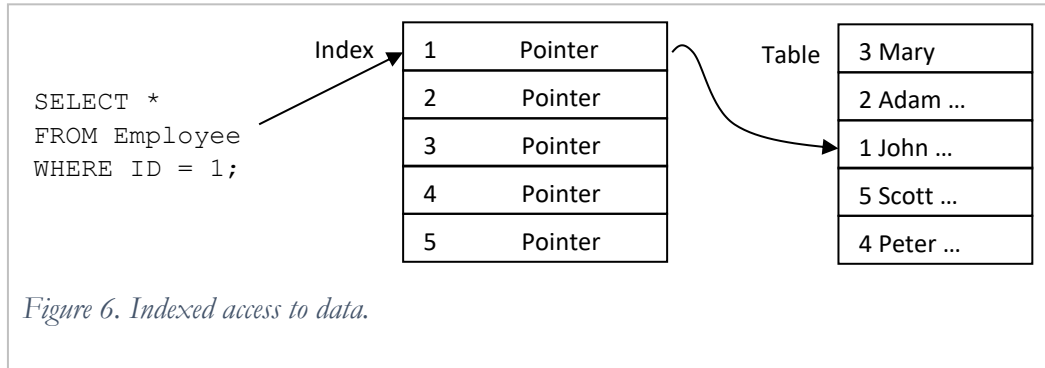 Index
1 Pointer
Table
3 Mary
SELECT *
2 Pointer
2 Adam ...
FROM Employee
3 Pointer
1 John ...
WHERE ID = 1;
4 Pointer
5 Scott ...
5 Pointer
4 Peter ...
Figure 6. Indexed access to data.